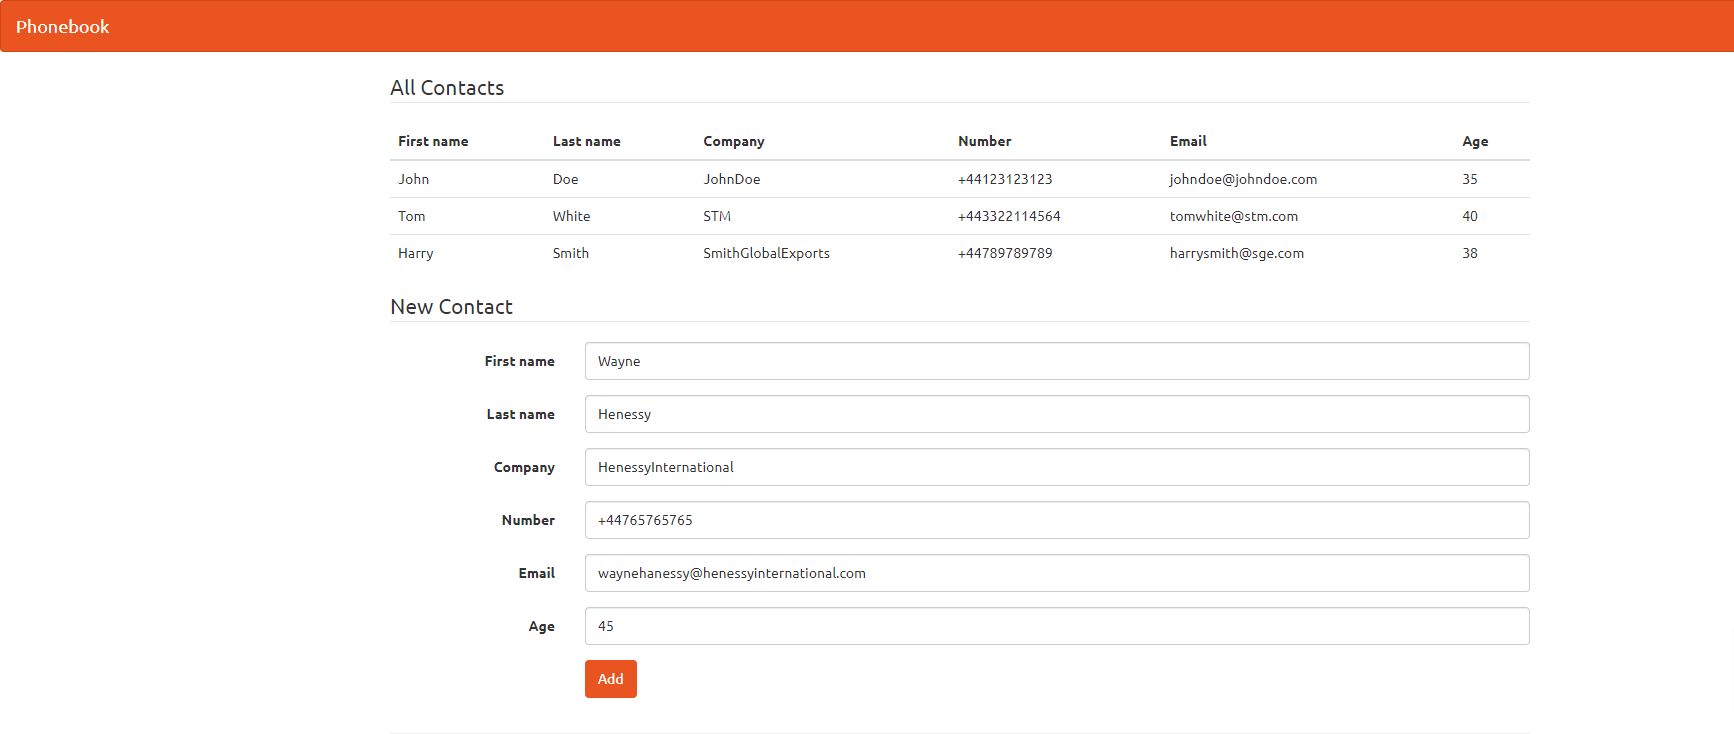 Phonebook
All Contacts
First name Last name Company Number Email Age
John Doe JohnDoe +44123123123 johndoe@johndoe.com 35
Tom White STM +443322114564 tomwhite@stm.com 40
Harry Smith SmithGlobalExports +44789789789 harrysmith@sge.com 38
New Contact
First name Wayne
Last name Henessy
Company HenessyInternational
Number +44765765765
Email waynehanessy@henessyinternational.com
Age 45
Add